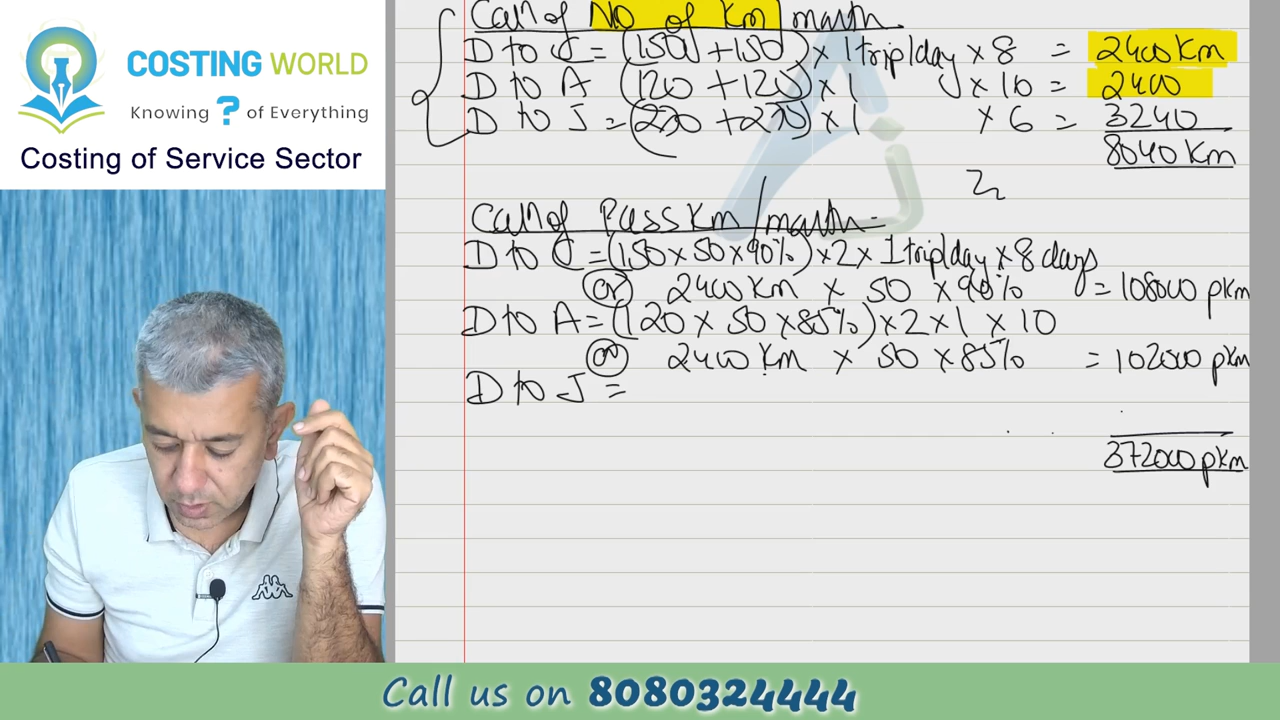 COSTING WORLD
Knowing ? of Everything
Costing of Service Sector
Caln of No of Km / month
D to C = (150 + 150) × 1 trip/day × 8 = 2400 Km
D to A (120 + 120) × 1 × 10 = 2400
D to J = (270 + 270) × 1 × 6 = 3240
8040 Km
Caln of Pass Km / month
D to C = (150 × 50 × 90%) × 2 × 1 trip/day × 8 days
or 2400 Km × 50 × 90% = 108000 pkm
D to A = (120 × 50 × 85%) × 2 × 1 × 10
or 2400 Km × 50 × 85% = 102000 pkm
D to J =
372000 pkm
Call us on 8080324444